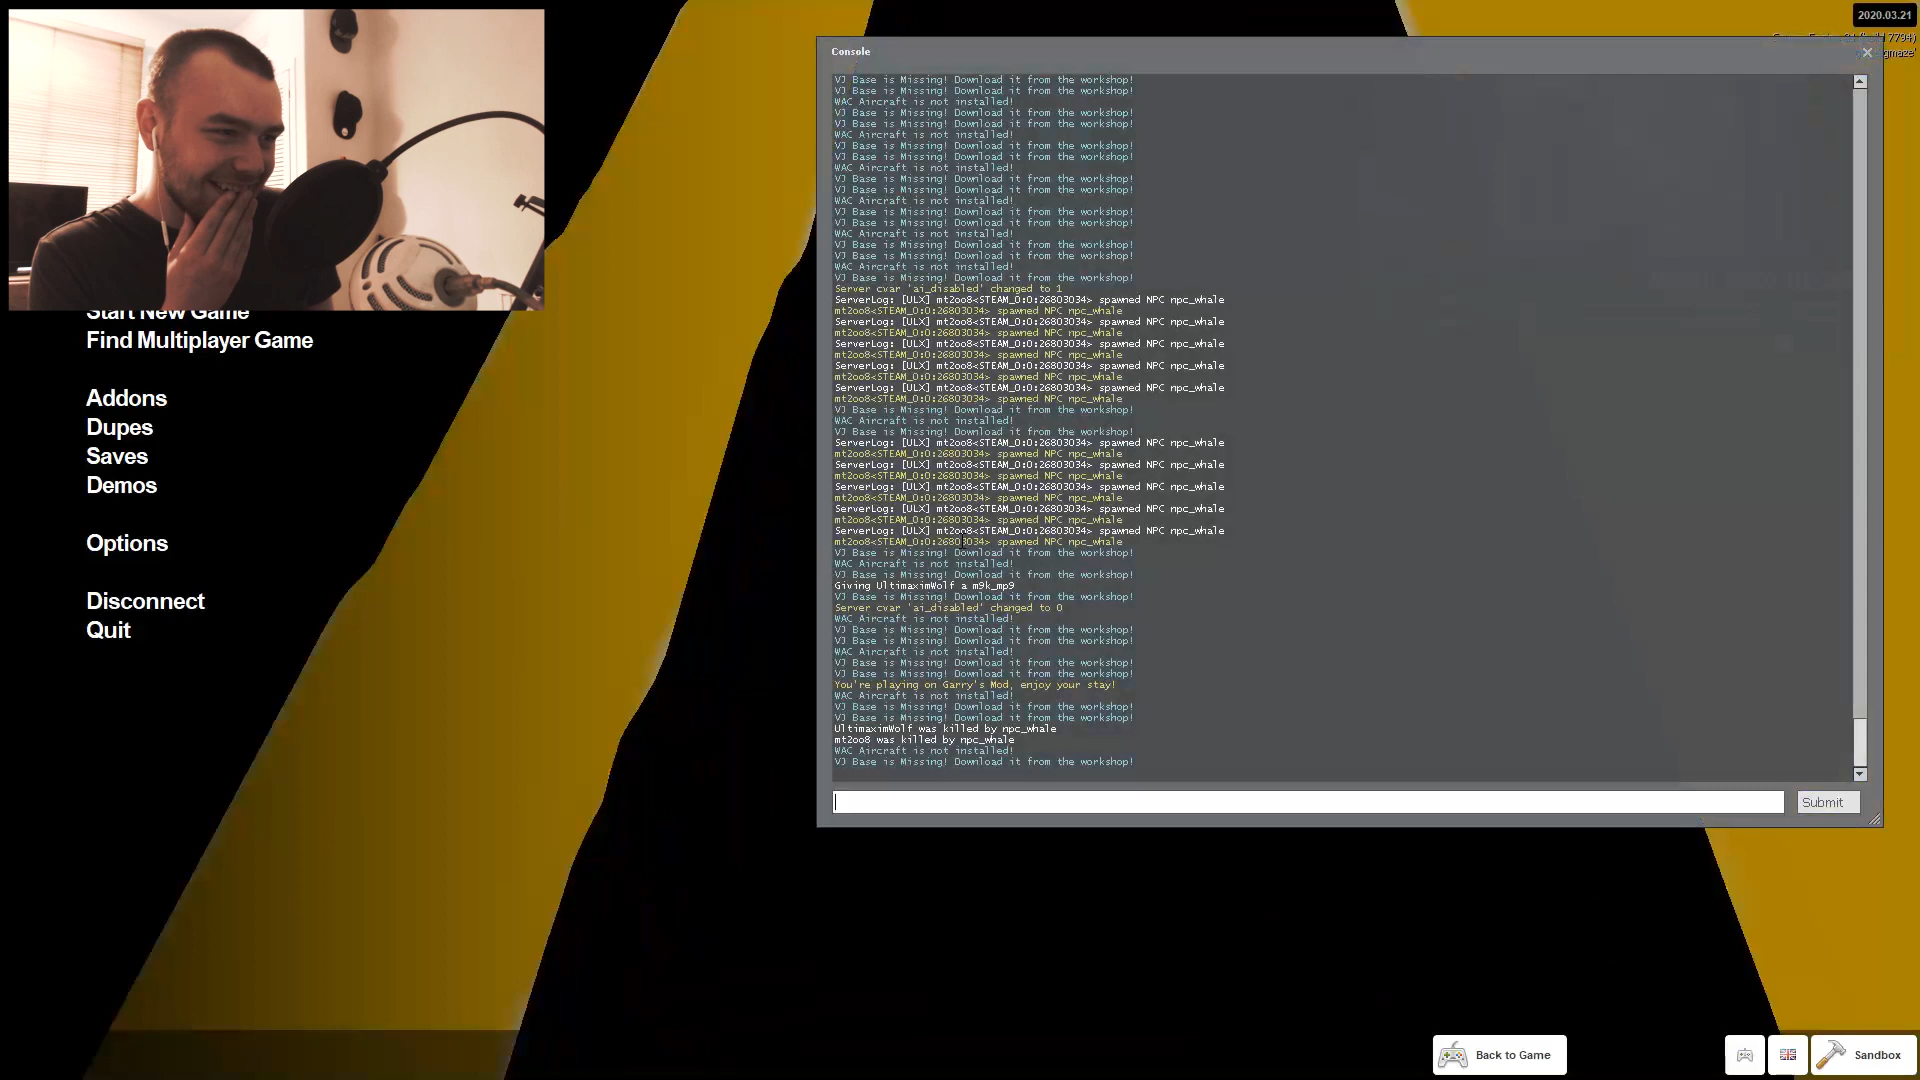 2020.03.21
7794)
gmaze'
Console
VJ Base is Missing! Download it from the workshop!
VJ Base is Missing! Download it from the workshop!
WAC Aircraft is not installed!
VJ Base is Missing! Download it from the workshop!
VJ Base is Missing! Download it from the workshop!
WAC Aircraft is not installed!
VJ Base is Missing! Download it from the workshop!
VJ Base is Missing! Download it from the workshop!
WAC Aircraft is not installed!
VJ Base is Missing! Download it from the workshop!
VJ Base is Missing! Download it from the workshop!
WAC Aircraft is not installed!
VJ Base is Missing! Download it from the workshop!
VJ Base is Missing! Download it from the workshop!
WAC Aircraft is not installed!
VJ Base is Missing! Download it from the workshop!
VJ Base is Missing! Download it from the workshop!
WAC Aircraft is not installed!
VJ Base is Missing! Download it from the workshop!
Server cvar 'ai_disabled' changed to 1
ServerLog: [ULX] mt2oo8<STEAM_0:0:26803034> spawned NPC npc_whale
mt2oo8<STEAM_0:0:26803034> spawned NPC npc_whale
ServerLog: [ULX] mt2oo8<STEAM_0:0:26803034> spawned NPC npc_whale
mt2oo8<STEAM_0:0:26803034> spawned NPC npc_whale
ServerLog: [ULX] mt2oo8<STEAM_0:0:26803034> spawned NPC npc_whale
mt2oo8<STEAM_0:0:26803034> spawned NPC npc_whale
ServerLog: [ULX] mt2oo8<STEAM_0:0:26803034> spawned NPC npc_whale
mt2oo8<STEAM_0:0:26803034> spawned NPC npc_whale
ServerLog: [ULX] mt2oo8<STEAM_0:0:26803034> spawned NPC npc_whale
mt2oo8<STEAM_0:0:26803034> spawned NPC npc_whale
VJ Base is Missing! Download it from the workshop!
WAC Aircraft is not installed!
VJ Base is Missing! Download it from the workshop!
ServerLog: [ULX] mt2oo8<STEAM_0:0:26803034> spawned NPC npc_whale
mt2oo8<STEAM_0:0:26803034> spawned NPC npc_whale
ServerLog: [ULX] mt2oo8<STEAM_0:0:26803034> spawned NPC npc_whale
mt2oo8<STEAM_0:0:26803034> spawned NPC npc_whale
ServerLog: [ULX] mt2oo8<STEAM_0:0:26803034> spawned NPC npc_whale
mt2oo8<STEAM_0:0:26803034> spawned NPC npc_whale
ServerLog: [ULX] mt2oo8<STEAM_0:0:26803034> spawned NPC npc_whale
mt2oo8<STEAM_0:0:26803034> spawned NPC npc_whale
ServerLog: [ULX] mt2oo8<STEAM_0:0:26803034> spawned NPC npc_whale
mt2oo8<STEAM_0:0:26803034> spawned NPC npc_whale
VJ Base is Missing! Download it from the workshop!
WAC Aircraft is not installed!
VJ Base is Missing! Download it from the workshop!
Giving UltimaximWolf a m9k_mp9
VJ Base is Missing! Download it from the workshop!
Server cvar 'ai_disabled' changed to 0
WAC Aircraft is not installed!
VJ Base is Missing! Download it from the workshop!
VJ Base is Missing! Download it from the workshop!
WAC Aircraft is not installed!
VJ Base is Missing! Download it from the workshop!
VJ Base is Missing! Download it from the workshop!
You're playing on Garry's Mod, enjoy your stay!
WAC Aircraft is not installed!
VJ Base is Missing! Download it from the workshop!
VJ Base is Missing! Download it from the workshop!
UltimaximWolf was killed by npc_whale
mt2oo8 was killed by npc_whale
WAC Aircraft is not installed!
VJ Base is Missing! Download it from the workshop!
Submit
Start New Game
Find Multiplayer Game
Addons
Dupes
Saves
Demos
Options
Disconnect
Quit
Back to Game
Sandbox